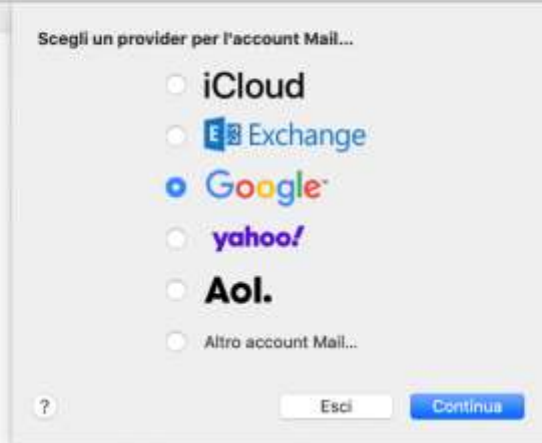 Scegli un provider per l'account Mail...
iCloud
Exchange
Google
yahoo!
Aol.
Altro account Mail...
?
Esci
Continua